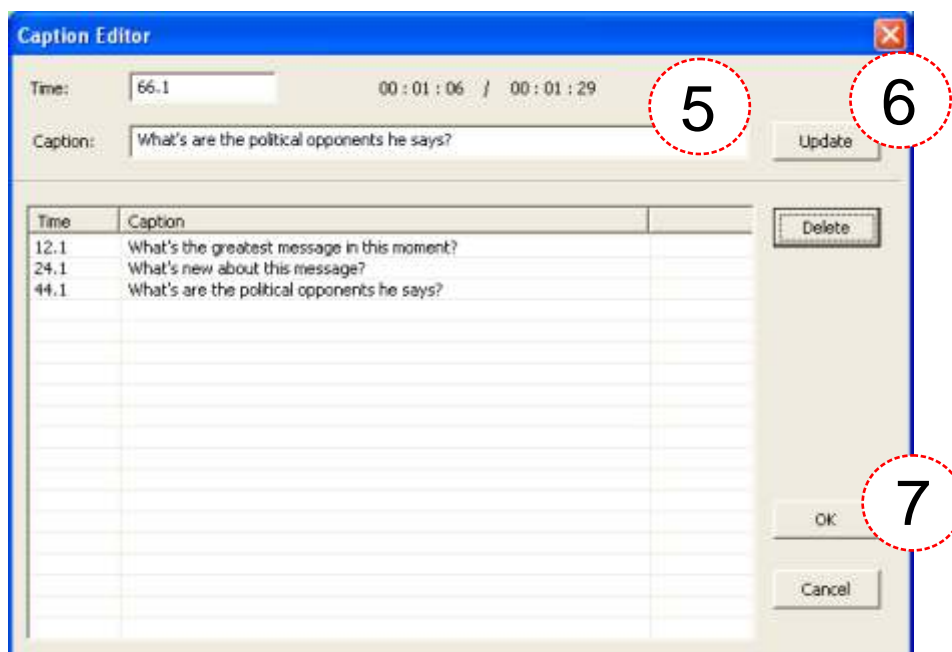 Caption Editor
Time: 66.1 00 : 01 : 06 / 00 : 01 : 29 5 6
Caption: What's are the political opponents he says? Update
Time Caption Delete
12.1 What's the greatest message in this moment?
24.1 What's new about this message?
44.1 What's are the political opponents he says?
OK 7
Cancel